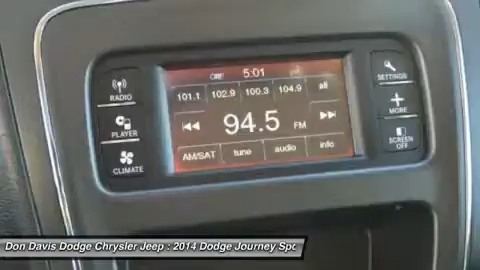 5:01
SETTINGS
RADIO
101.1 102.9 100.3 104.9 all
MORE
94.5 FM
PLAYER
SCREEN OFF
CLIMATE
AM/SAT tune audio info
Don Davis Dodge Chrysler Jeep : 2014 Dodge Journey Spo